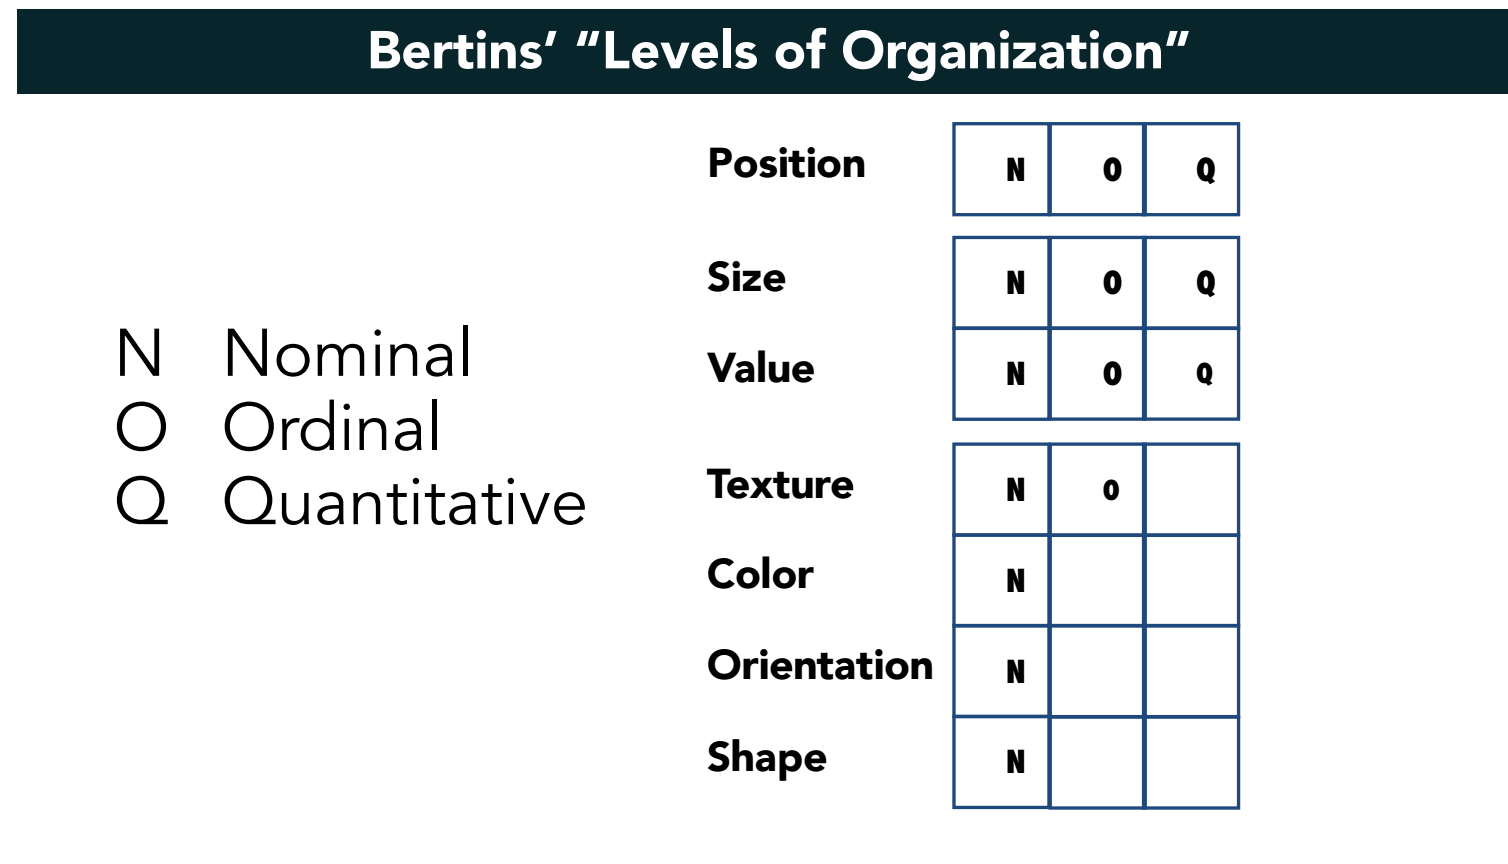 Bertins’ “Levels of Organization”
N Nominal
O Ordinal
Q Quantitative
Position N O Q
Size N O Q
Value N O Q
Texture N O
Color N
Orientation N
Shape N